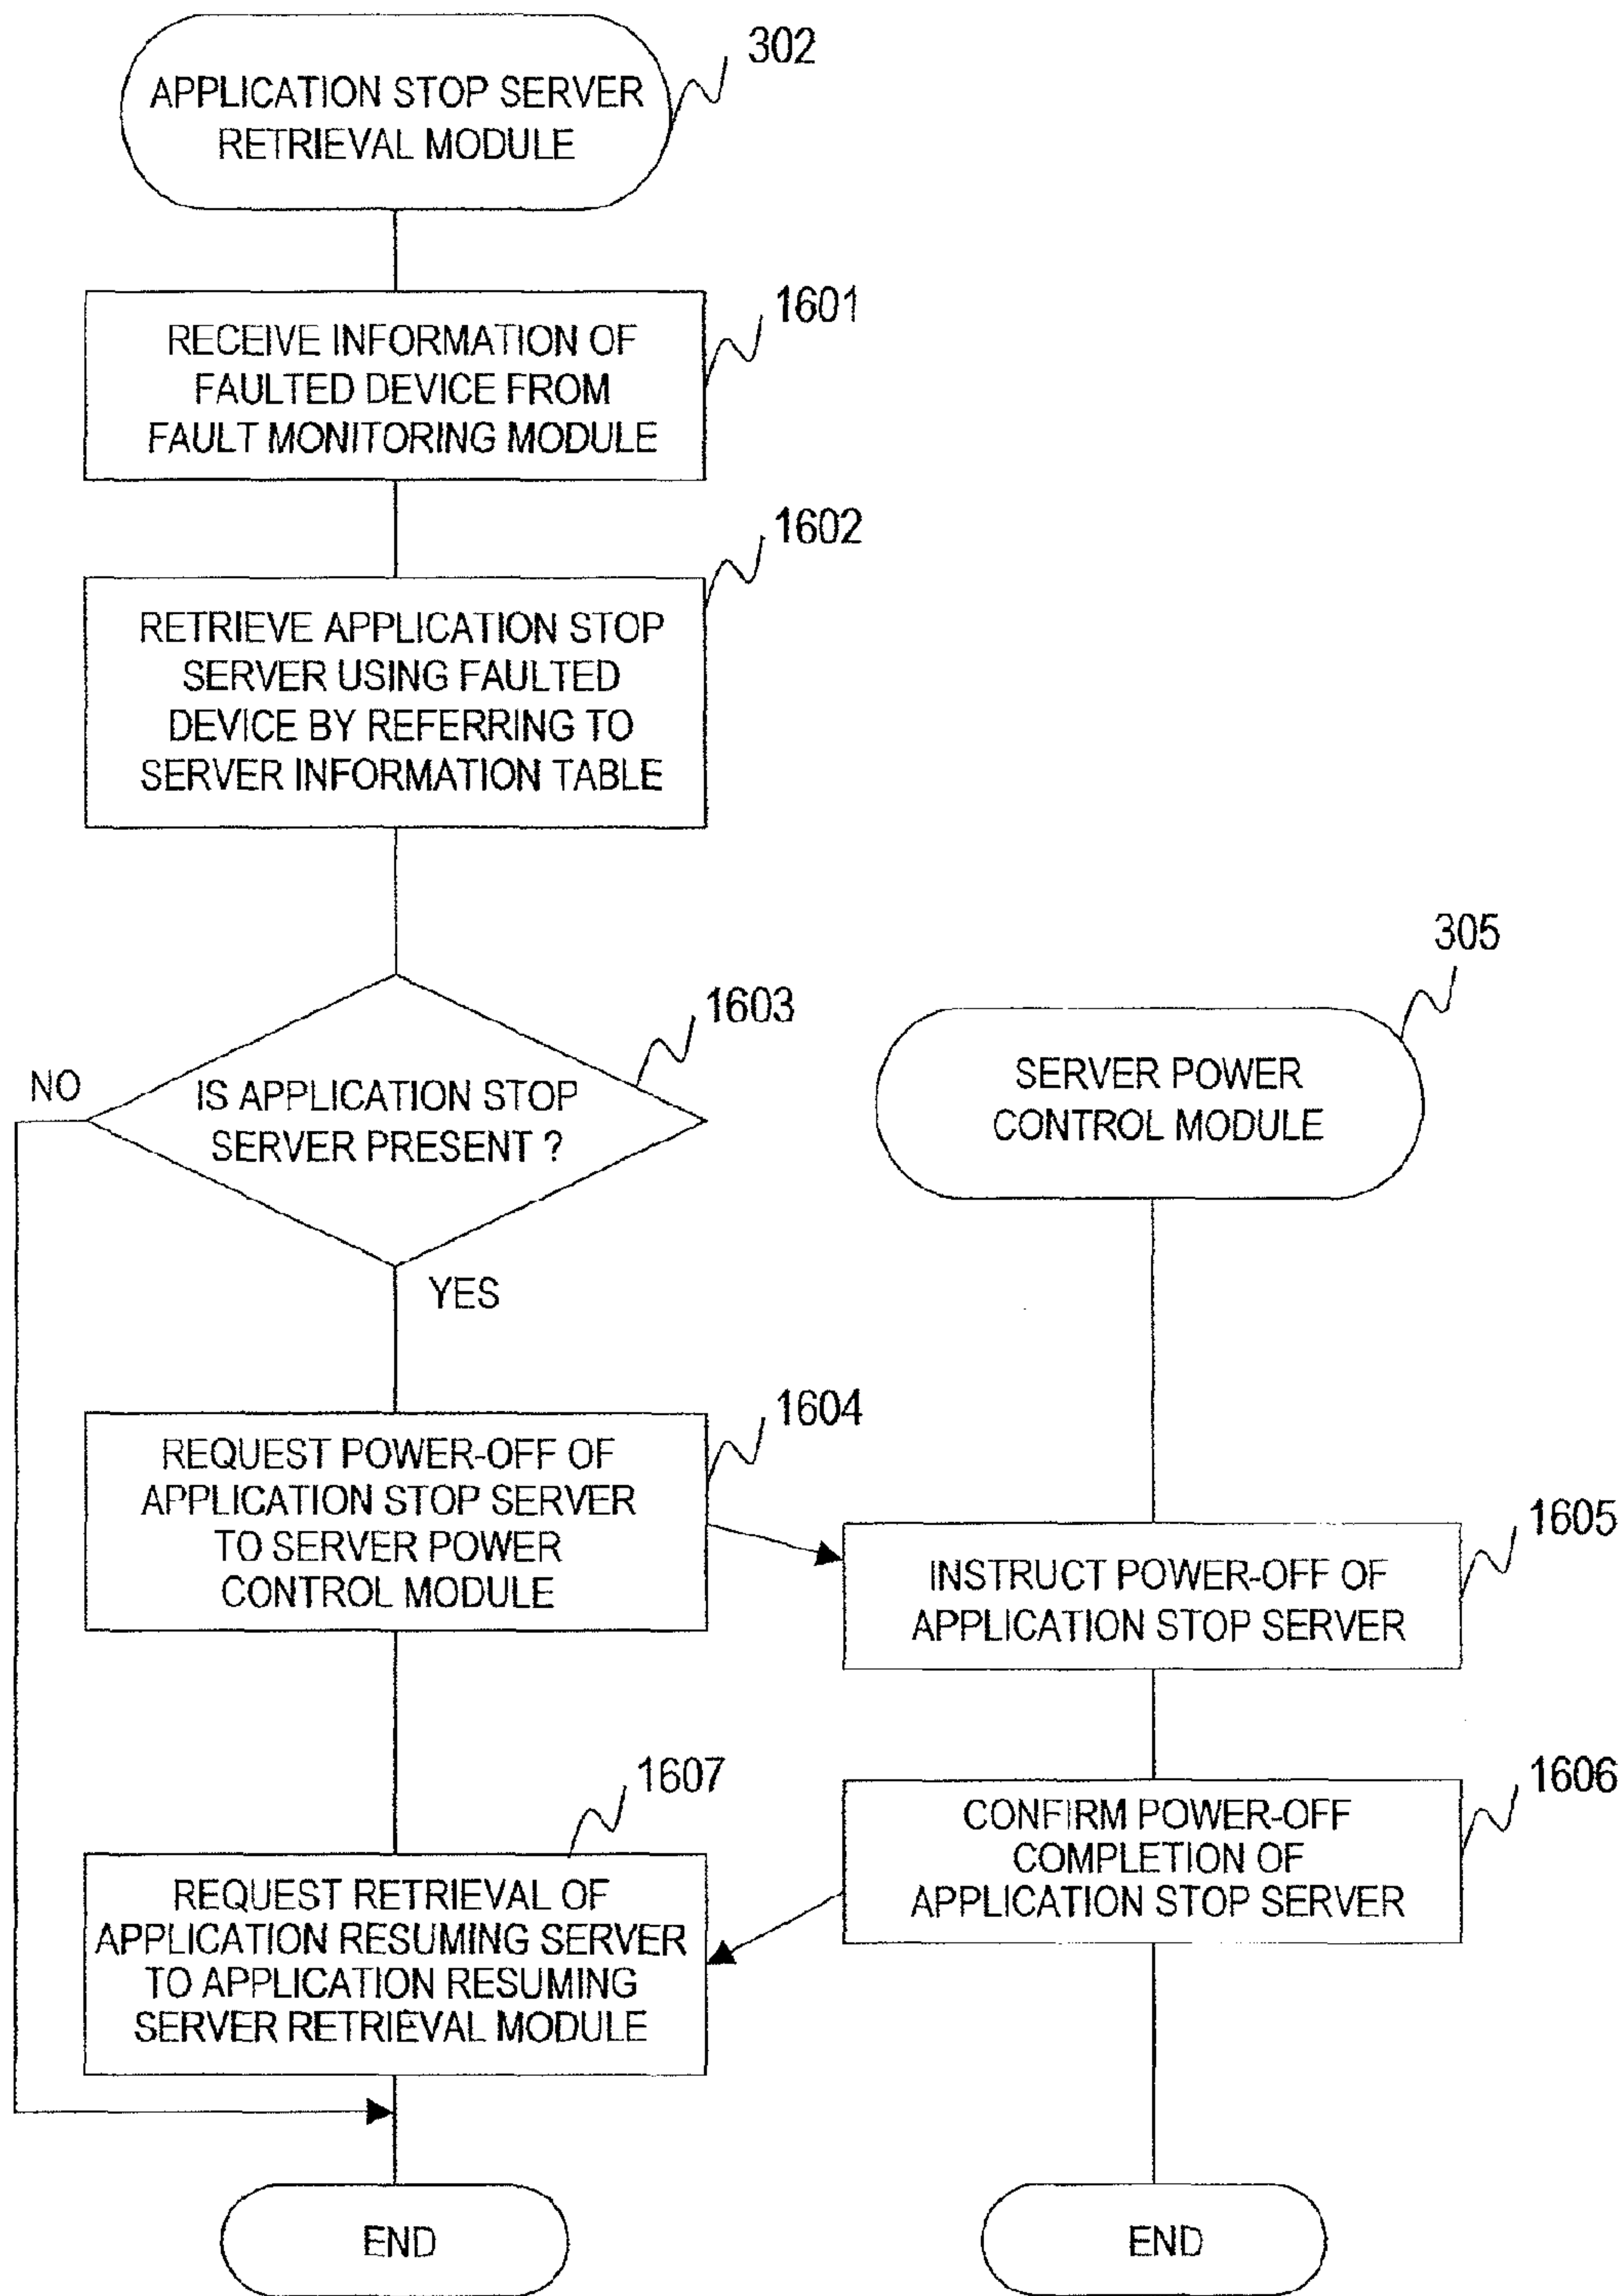 302
APPLICATION STOP SERVER
RETRIEVAL MODULE
1601
RECEIVE INFORMATION OF
FAULTED DEVICE FROM
FAULT MONITORING MODULE
1602
RETRIEVE APPLICATION STOP
SERVER USING FAULTED
DEVICE BY REFERRING TO
SERVER INFORMATION TABLE
1603
NO
IS APPLICATION STOP
SERVER PRESENT ?
YES
305
SERVER POWER
CONTROL MODULE
1604
REQUEST POWER-OFF OF
APPLICATION STOP SERVER
TO SERVER POWER
CONTROL MODULE
1605
INSTRUCT POWER-OFF OF
APPLICATION STOP SERVER
1606
CONFIRM POWER-OFF
COMPLETION OF
APPLICATION STOP SERVER
1607
REQUEST RETRIEVAL OF
APPLICATION RESUMING SERVER
TO APPLICATION RESUMING
SERVER RETRIEVAL MODULE
END
END